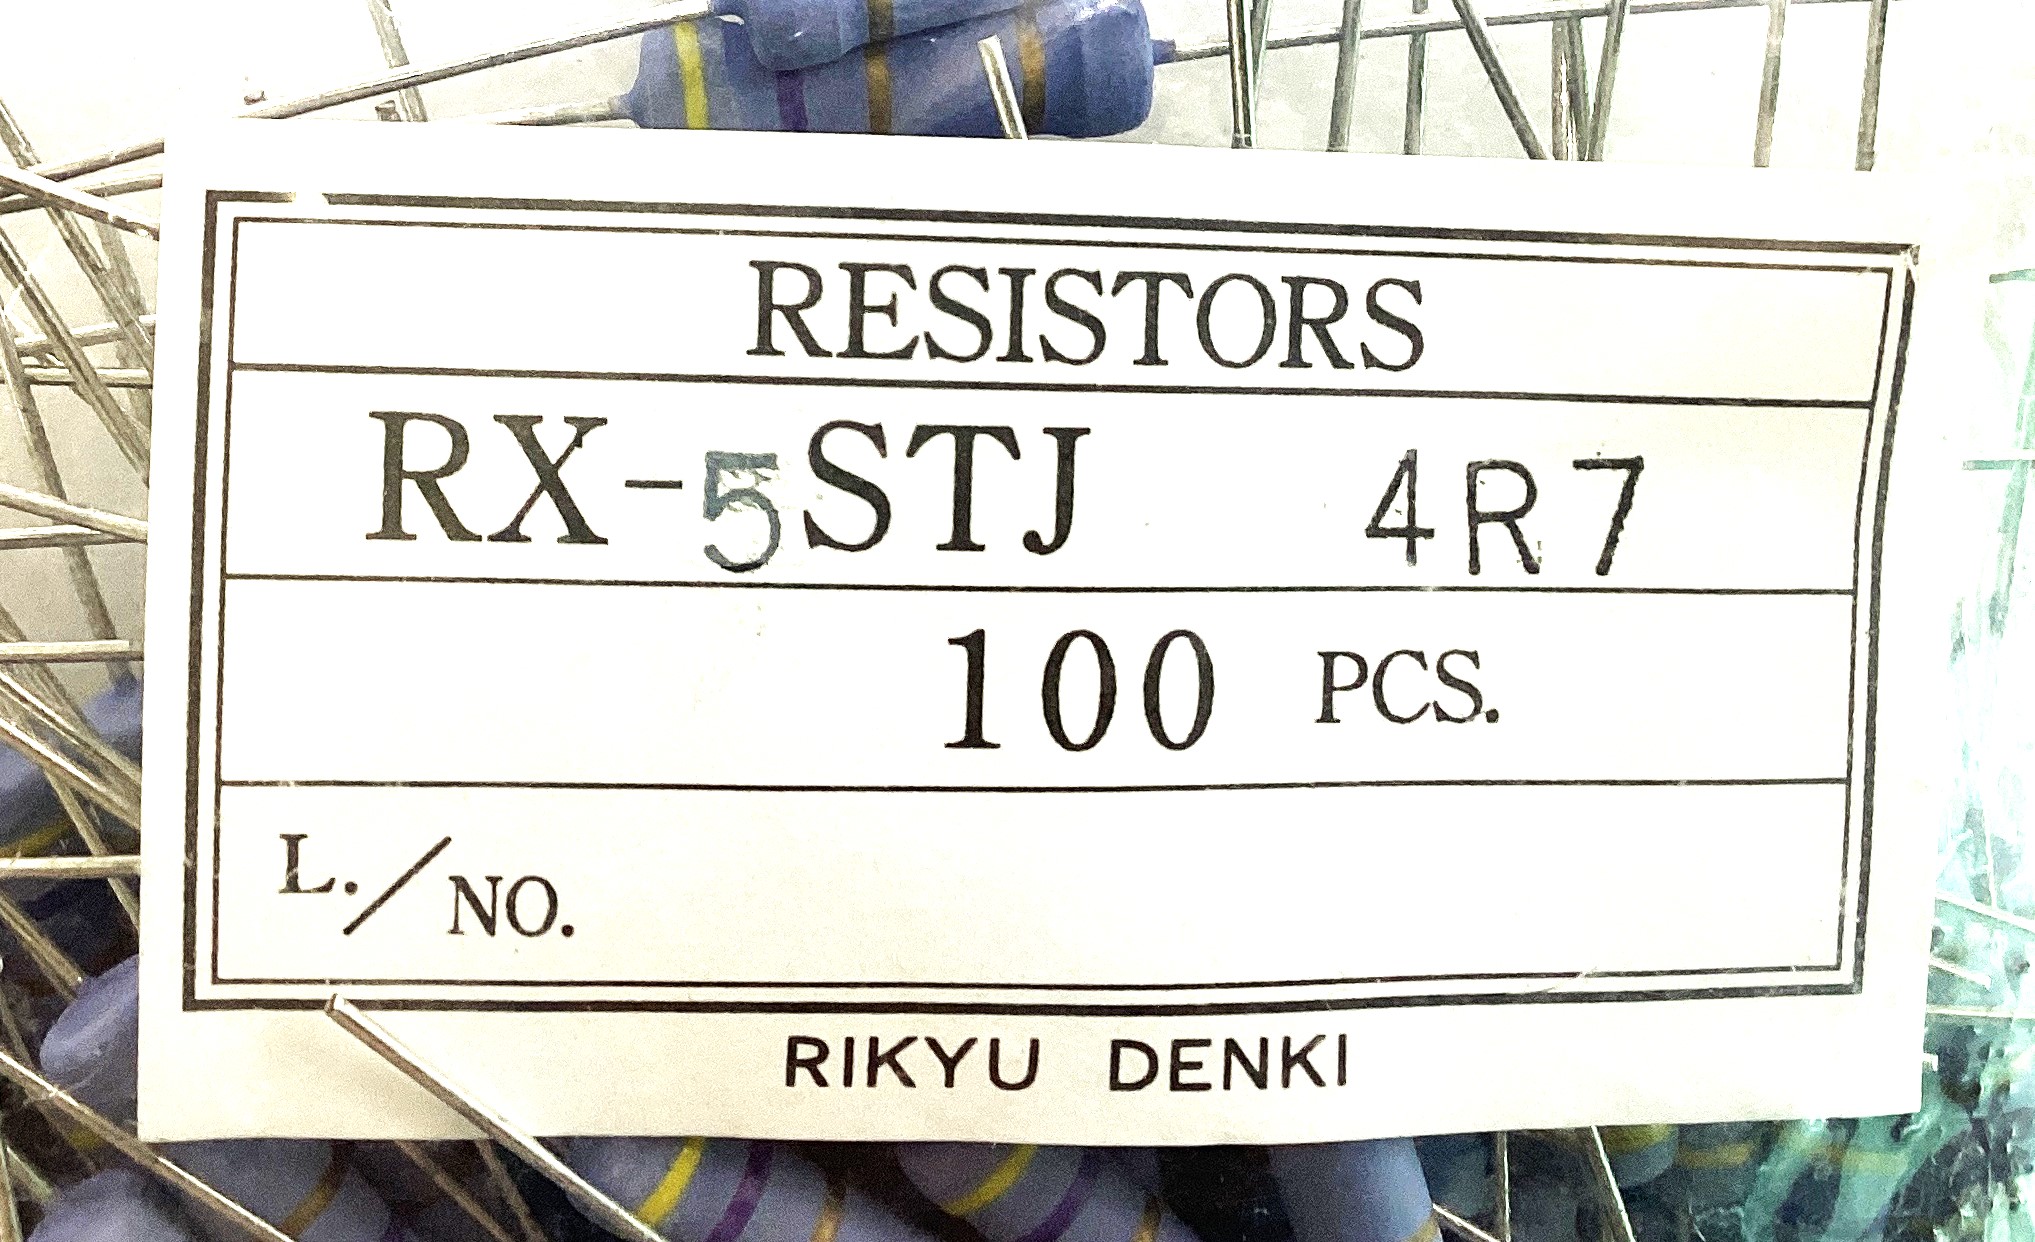 RESISTORS
RX-5STJ 4R7
100 PCS.
L./NO.
RIKYU DENKI